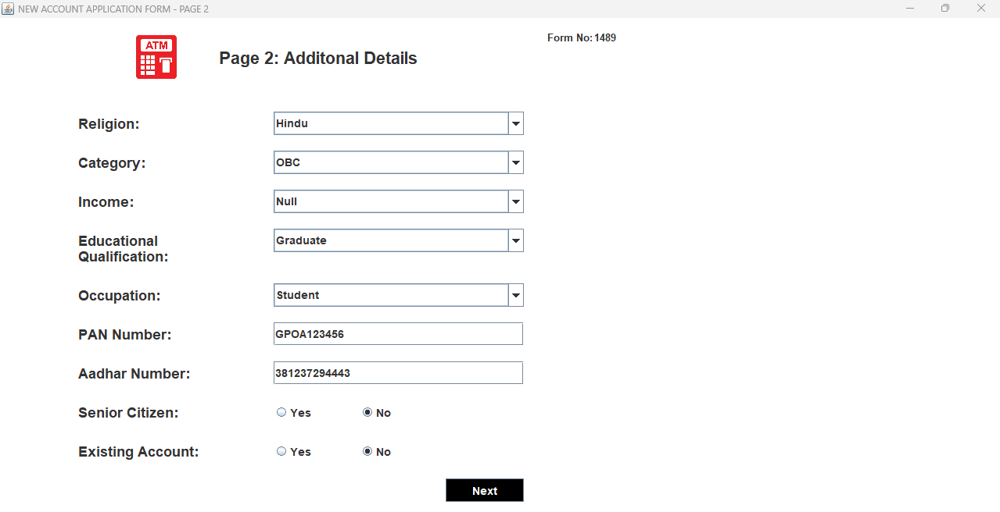 NEW ACCOUNT APPLICATION FORM - PAGE 2
Form No: 1489
ATM
Page 2: Additonal Details
Religion: Hindu
Category: OBC
Income: Null
Educational Graduate
Qualification:
Occupation: Student
PAN Number: GPOA123456
Aadhar Number: 381237294443
Senior Citizen: Yes No
Existing Account: Yes No
Next